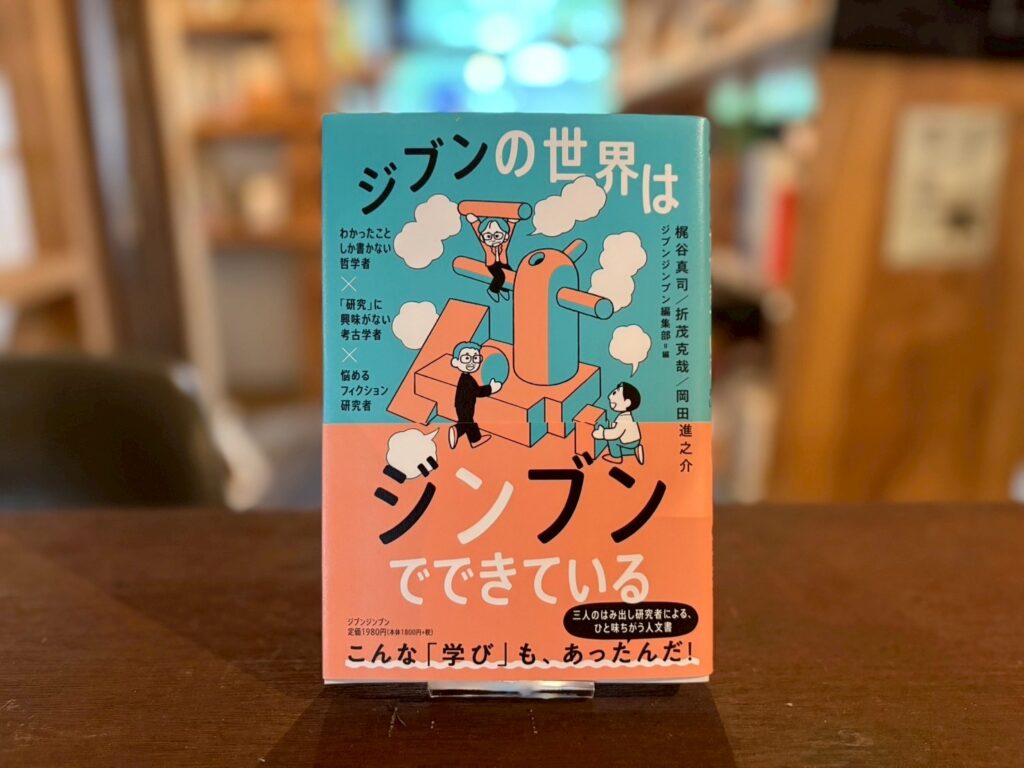 ジブンの世界は
わかったこと
しか書かない
哲学者
×
「研究」に
興味がない
考古学者
×
悩める
フィクション
研究者
梶谷真司／折茂克哉／岡田進之介
ジブンジンブン編集部=編
ジンブン
でできている
三人のはみ出し研究者による、
ひと味ちがう人文書
ジブンジンブン
定価1980円(本体1800円+税)
こんな「学び」も、あったんだ！